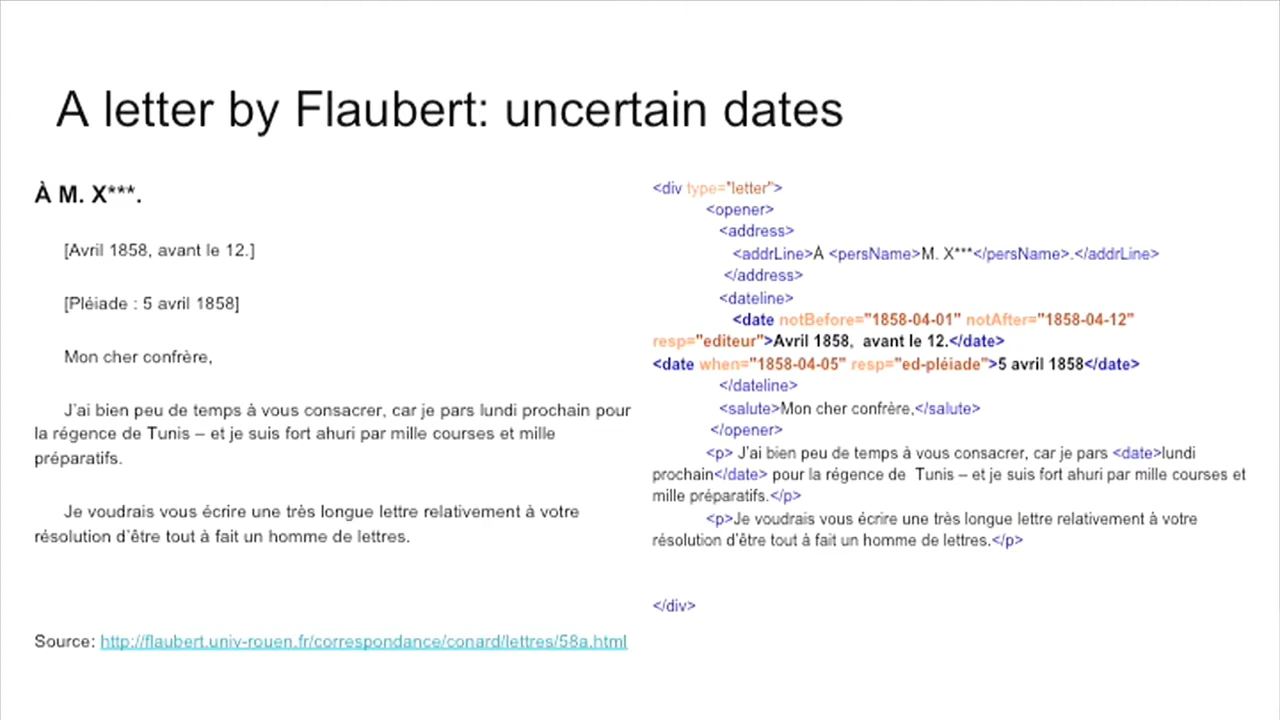 A letter by Flaubert: uncertain dates
À M. X***.
[Avril 1858, avant le 12.]
[Pléiade : 5 avril 1858]
Mon cher confrère,
J'ai bien peu de temps à vous consacrer, car je pars lundi prochain pour
la régence de Tunis – et je suis fort ahuri par mille courses et mille
préparatifs.
Je voudrais vous écrire une très longue lettre relativement à votre
résolution d'être tout à fait un homme de lettres.
Source: http://flaubert.univ-rouen.fr/correspondance/conard/lettres/58a.html
<div type="letter">
<opener>
<address>
<addrLine>À <persName>M. X***</persName>.</addrLine>
</address>
<dateline>
<date notBefore="1858-04-01" notAfter="1858-04-12"
resp="editeur">Avril 1858, avant le 12.</date>
<date when="1858-04-05" resp="ed-pléiade">5 avril 1858</date>
</dateline>
<salute>Mon cher confrère,</salute>
</opener>
<p> J'ai bien peu de temps à vous consacrer, car je pars <date>lundi
prochain</date> pour la régence de Tunis – et je suis fort ahuri par mille courses et
mille préparatifs.</p>
<p>Je voudrais vous écrire une très longue lettre relativement à votre
résolution d'être tout à fait un homme de lettres.</p>
</div>